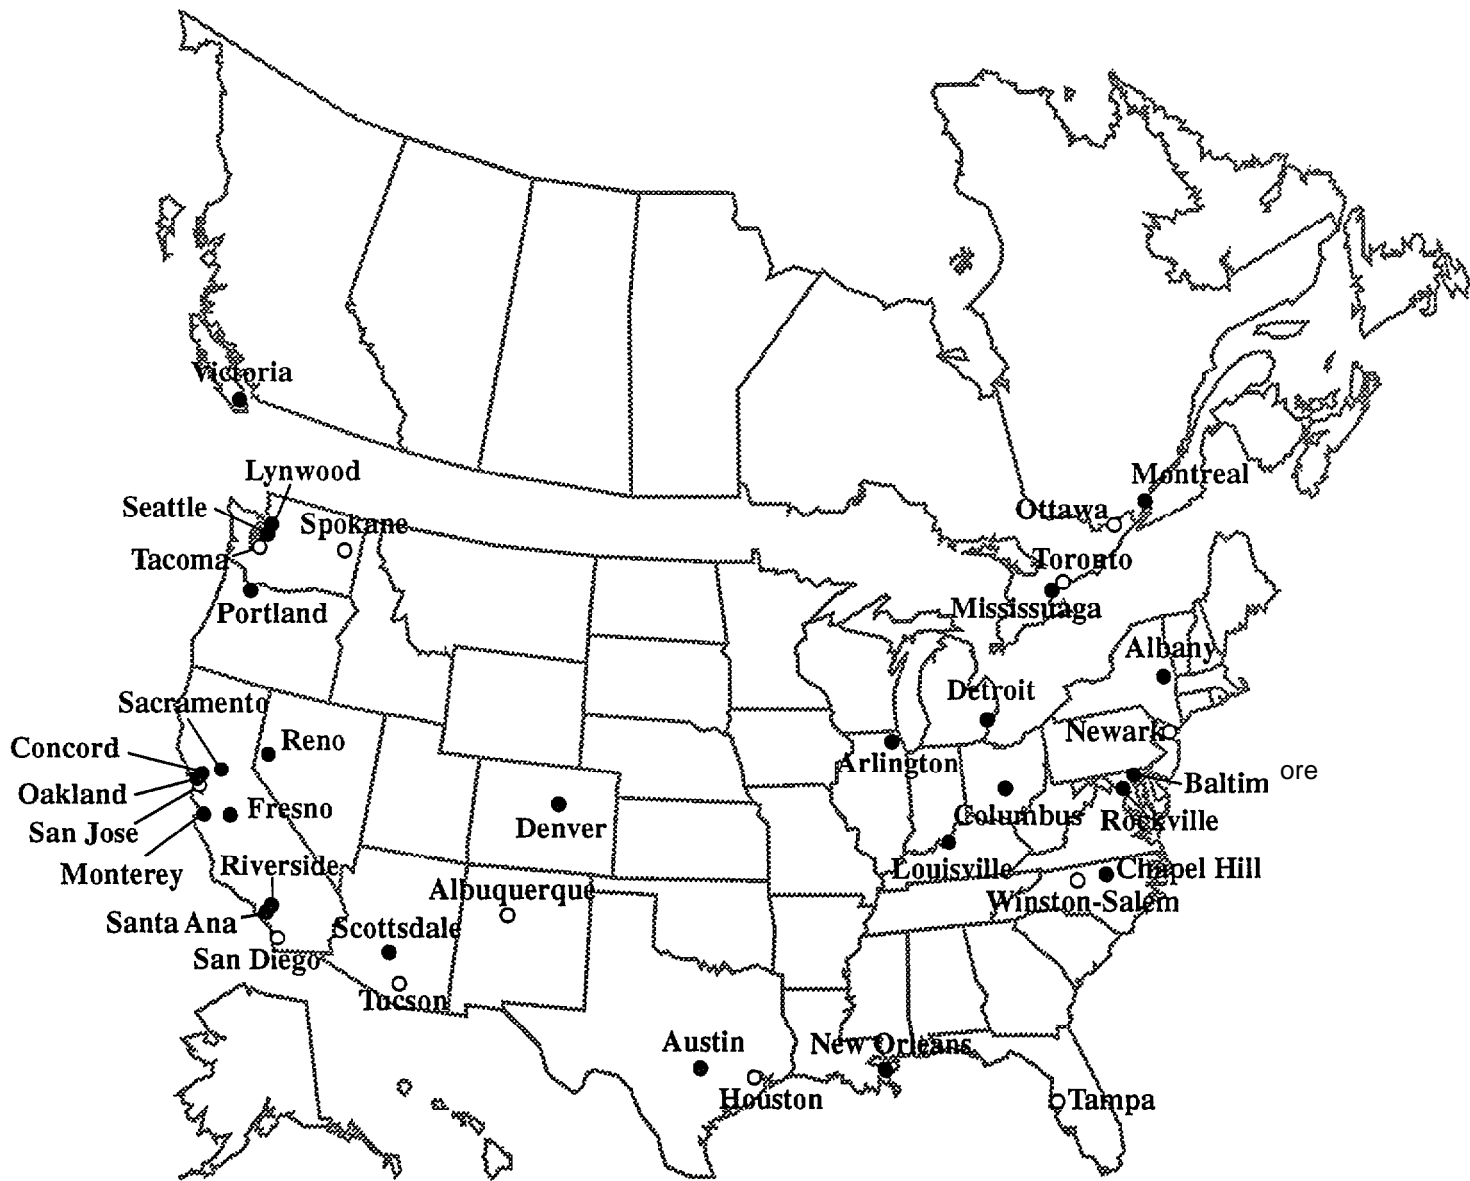 Victoria
Lynwood
Montreal
Seattle
Spokane
Ottawa
Tacoma
Toronto
Portland
Mississuaga
Albany
Detroit
Sacramento
Newark
Concord
Reno
Arlington
Baltim ore
Oakland
Fresno
San Jose
Denver
Columbus
Rockville
Monterey
Riverside
Louisville
Chapel Hill
Albuquerque
Winston-Salem
Santa Ana
Scottsdale
San Diego
Tucson
Austin
New Orleans
Houston
Tampa